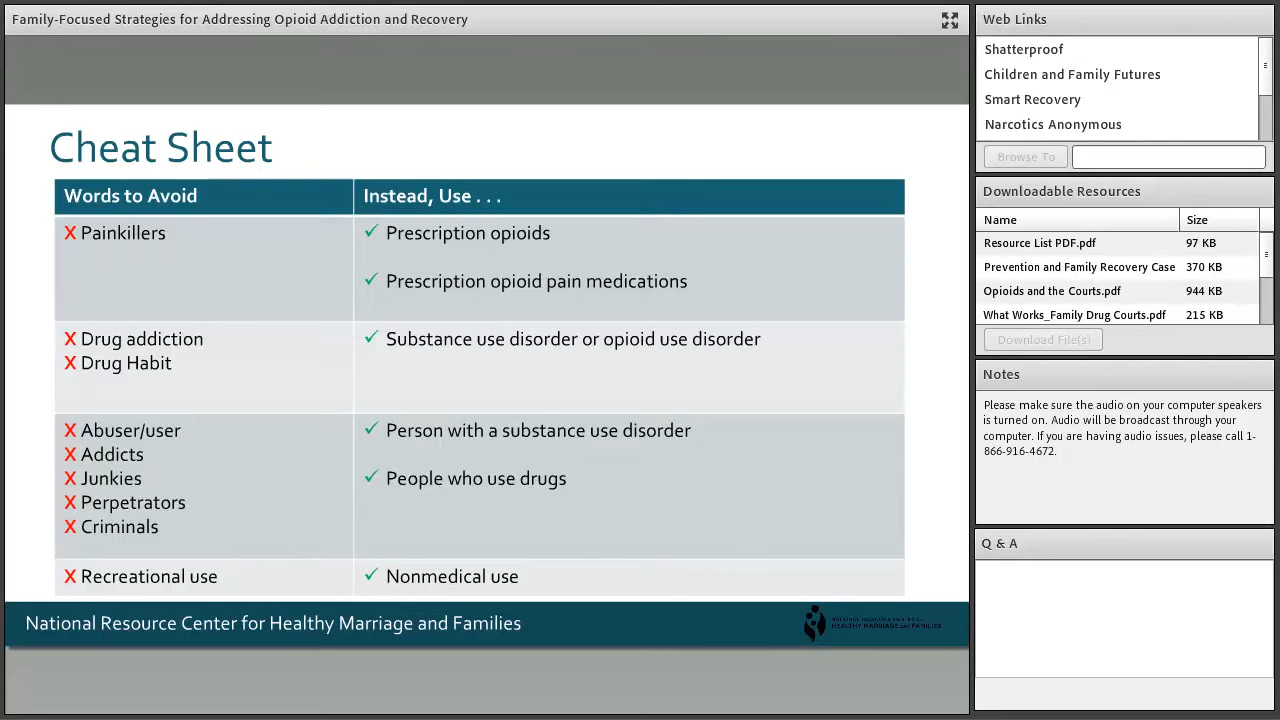 Family-Focused Strategies for Addressing Opioid Addiction and Recovery
Cheat Sheet
Words to Avoid
Instead, Use . . .
X Painkillers
✓ Prescription opioids
✓ Prescription opioid pain medications
X Drug addiction
X Drug Habit
✓ Substance use disorder or opioid use disorder
X Abuser/user
X Addicts
X Junkies
X Perpetrators
X Criminals
✓ Person with a substance use disorder
✓ People who use drugs
X Recreational use
✓ Nonmedical use
National Resource Center for Healthy Marriage and Families
HEALTHY MARRIAGE and FAMILIES
Web Links
Shatterproof
Children and Family Futures
Smart Recovery
Narcotics Anonymous
Browse To
Downloadable Resources
Name Size
Resource List PDF.pdf 97 KB
Prevention and Family Recovery Case 370 KB
Opioids and the Courts.pdf 944 KB
What Works_Family Drug Courts.pdf 215 KB
Download File(s)
Notes
Please make sure the audio on your computer speakers
is turned on. Audio will be broadcast through your
computer. If you are having audio issues, please call 1-
866-916-4672.
Q & A